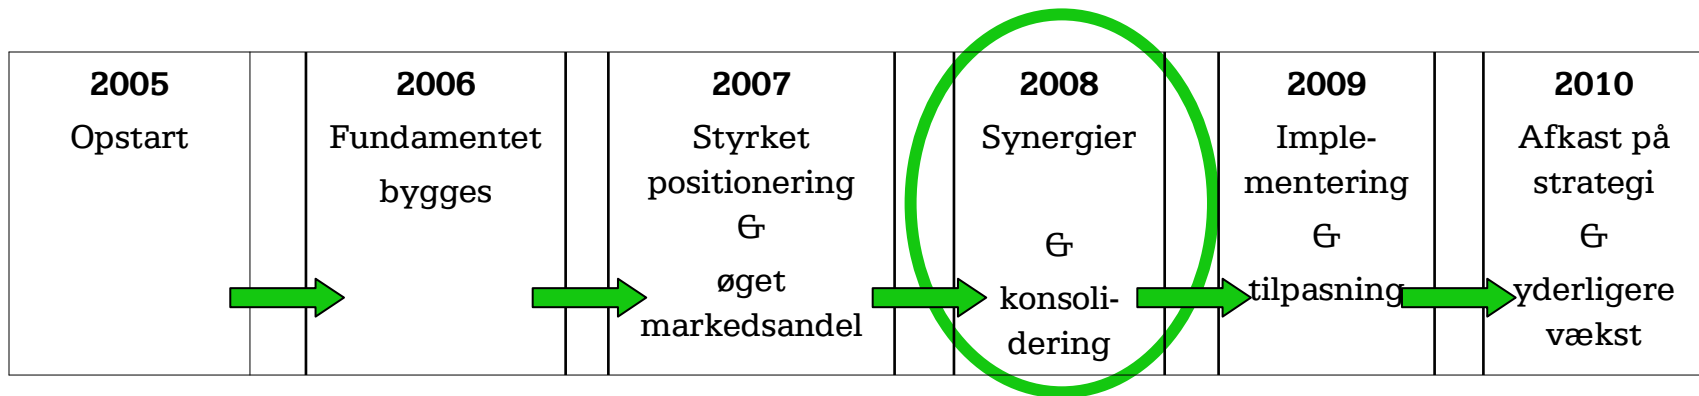 2005
Opstart
2006
Fundamentet
bygges
2007
Styrket
positionering
&
øget
markedsandel
2008
Synergier
&
konsoli-
dering
2009
Imple-
mentering
&
tilpasning
2010
Afkast på
strategi
&
yderligere
vækst